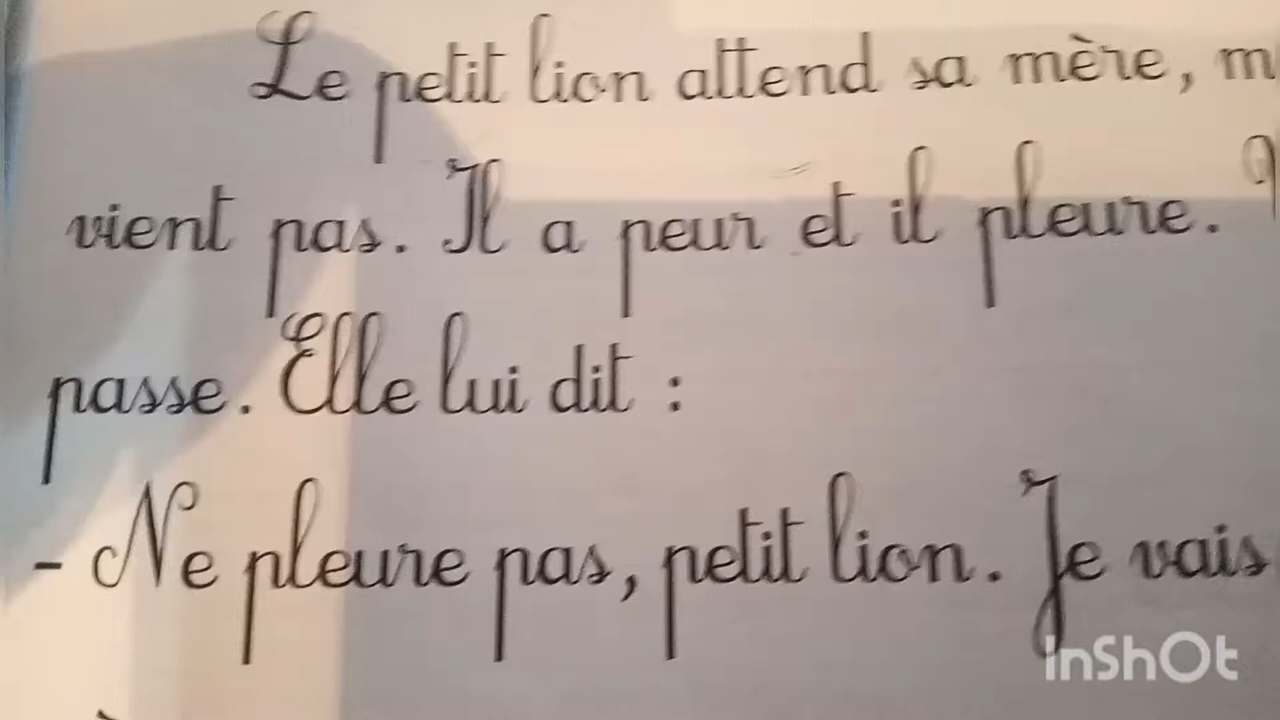 Le petit lion attend sa mère, m
vient pas. Il a peur et il pleure.
passe. Elle lui dit :
- Ne pleure pas, petit lion. Je vais
InShOt